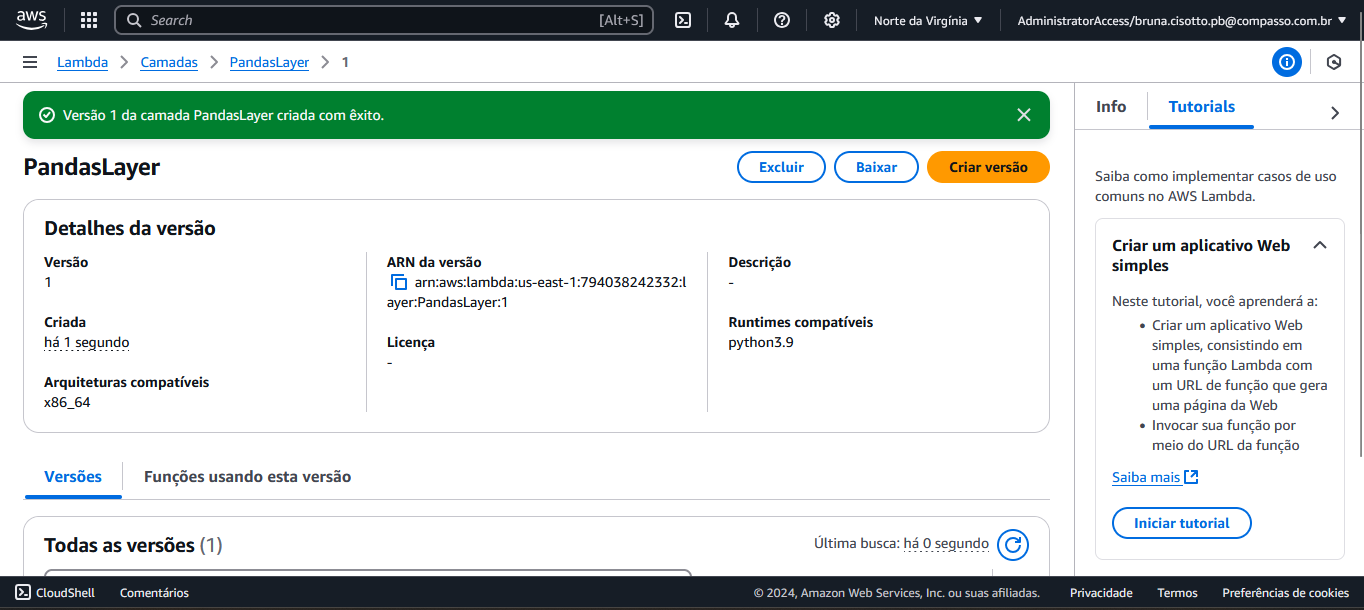 aws
Search [Alt+S]
Norte da Virgínia
AdministratorAccess/bruna.cisotto.pb@compasso.com.br
Lambda
Camadas
PandasLayer
1
Versão 1 da camada PandasLayer criada com êxito.
PandasLayer
Excluir
Baixar
Criar versão
Detalhes da versão
Versão
1
Criada
há 1 segundo
Arquiteturas compatíveis
x86_64
ARN da versão
arn:aws:lambda:us-east-1:794038242332:l
ayer:PandasLayer:1
Licença
-
Descrição
-
Runtimes compatíveis
python3.9
Versões
Funções usando esta versão
Todas as versões (1)
Última busca: há 0 segundo
Info
Tutorials
Saiba como implementar casos de uso
comuns no AWS Lambda.
Criar um aplicativo Web
simples
Neste tutorial, você aprenderá a:
• Criar um aplicativo Web
simples, consistindo em
uma função Lambda com
um URL de função que gera
uma página da Web
• Invocar sua função por
meio do URL da função
Saiba mais
Iniciar tutorial
CloudShell
Comentários
© 2024, Amazon Web Services, Inc. ou suas afiliadas.
Privacidade
Termos
Preferências de cookies